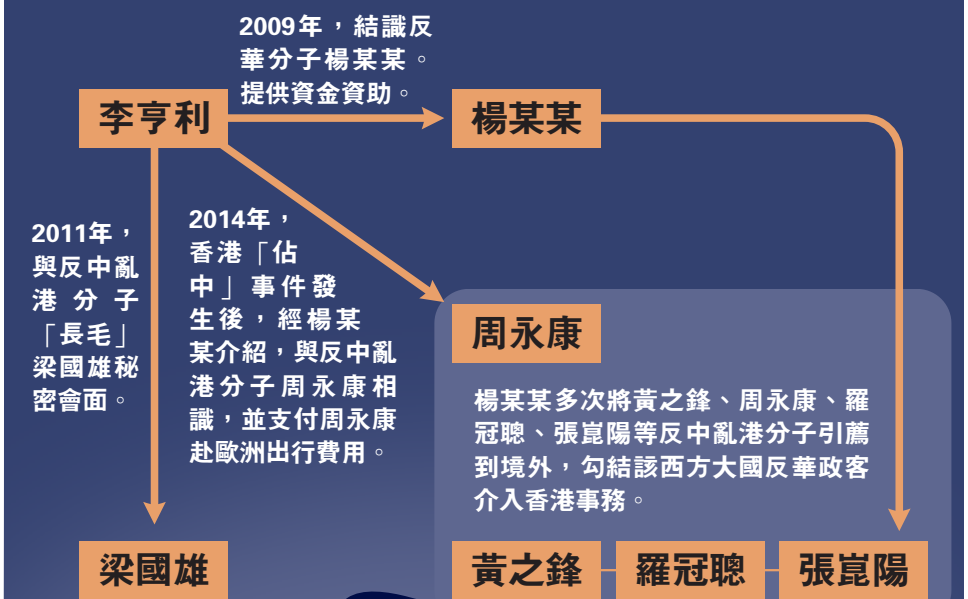 2009年，結識反
華分子楊某某。
提供資金資助。
李亨利
楊某某
2011年，
與反中亂
港分子
「長毛」
梁國雄秘
密會面。
2014年，
香港「佔
中」事件發
生後，經楊某
某介紹，與反中亂
港分子周永康相
識，並支付周永康
赴歐洲出行費用。
周永康
楊某某多次將黃之鋒、周永康、羅
冠聰、張崑陽等反中亂港分子引薦
到境外，勾結該西方大國反華政客
介入香港事務。
梁國雄
黃之鋒
羅冠聰
張崑陽